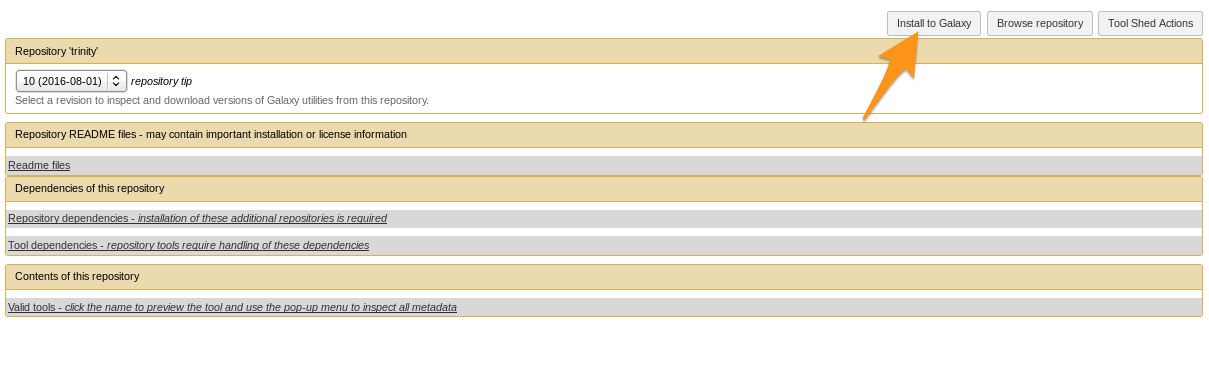 Install to Galaxy
Browse repository
Tool Shed Actions
Repository 'trinity'
10 (2016-08-01) repository tip
Select a revision to inspect and download versions of Galaxy utilities from this repository.
Repository README files - may contain important installation or license information
Readme files
Dependencies of this repository
Repository dependencies - installation of these additional repositories is required
Tool dependencies - repository tools require handling of these dependencies
Contents of this repository
Valid tools - click the name to preview the tool and use the pop-up menu to inspect all metadata